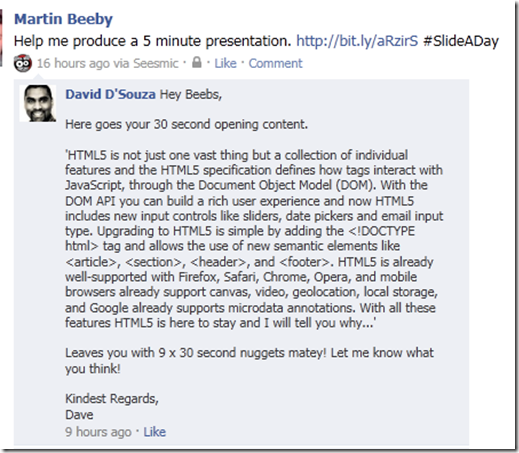 Martin Beeby
Help me produce a 5 minute presentation. http://bit.ly/aRzirS #SlideADay
16 hours ago via Seesmic · Like · Comment
David D'Souza Hey Beebs,
Here goes your 30 second opening content.
'HTML5 is not just one vast thing but a collection of individual
features and the HTML5 specification defines how tags interact with
JavaScript, through the Document Object Model (DOM). With the
DOM API you can build a rich user experience and now HTML5
includes new input controls like sliders, date pickers and email input
type. Upgrading to HTML5 is simple by adding the <!DOCTYPE
html> tag and allows the use of new semantic elements like
<article>, <section>, <header>, and <footer>. HTML5 is already
well-supported with Firefox, Safari, Chrome, Opera, and mobile
browsers already support canvas, video, geolocation, local storage,
and Google already supports microdata annotations. With all these
features HTML5 is here to stay and I will tell you why...'
Leaves you with 9 x 30 second nuggets matey! Let me know what
you think!
Kindest Regards,
Dave
9 hours ago · Like